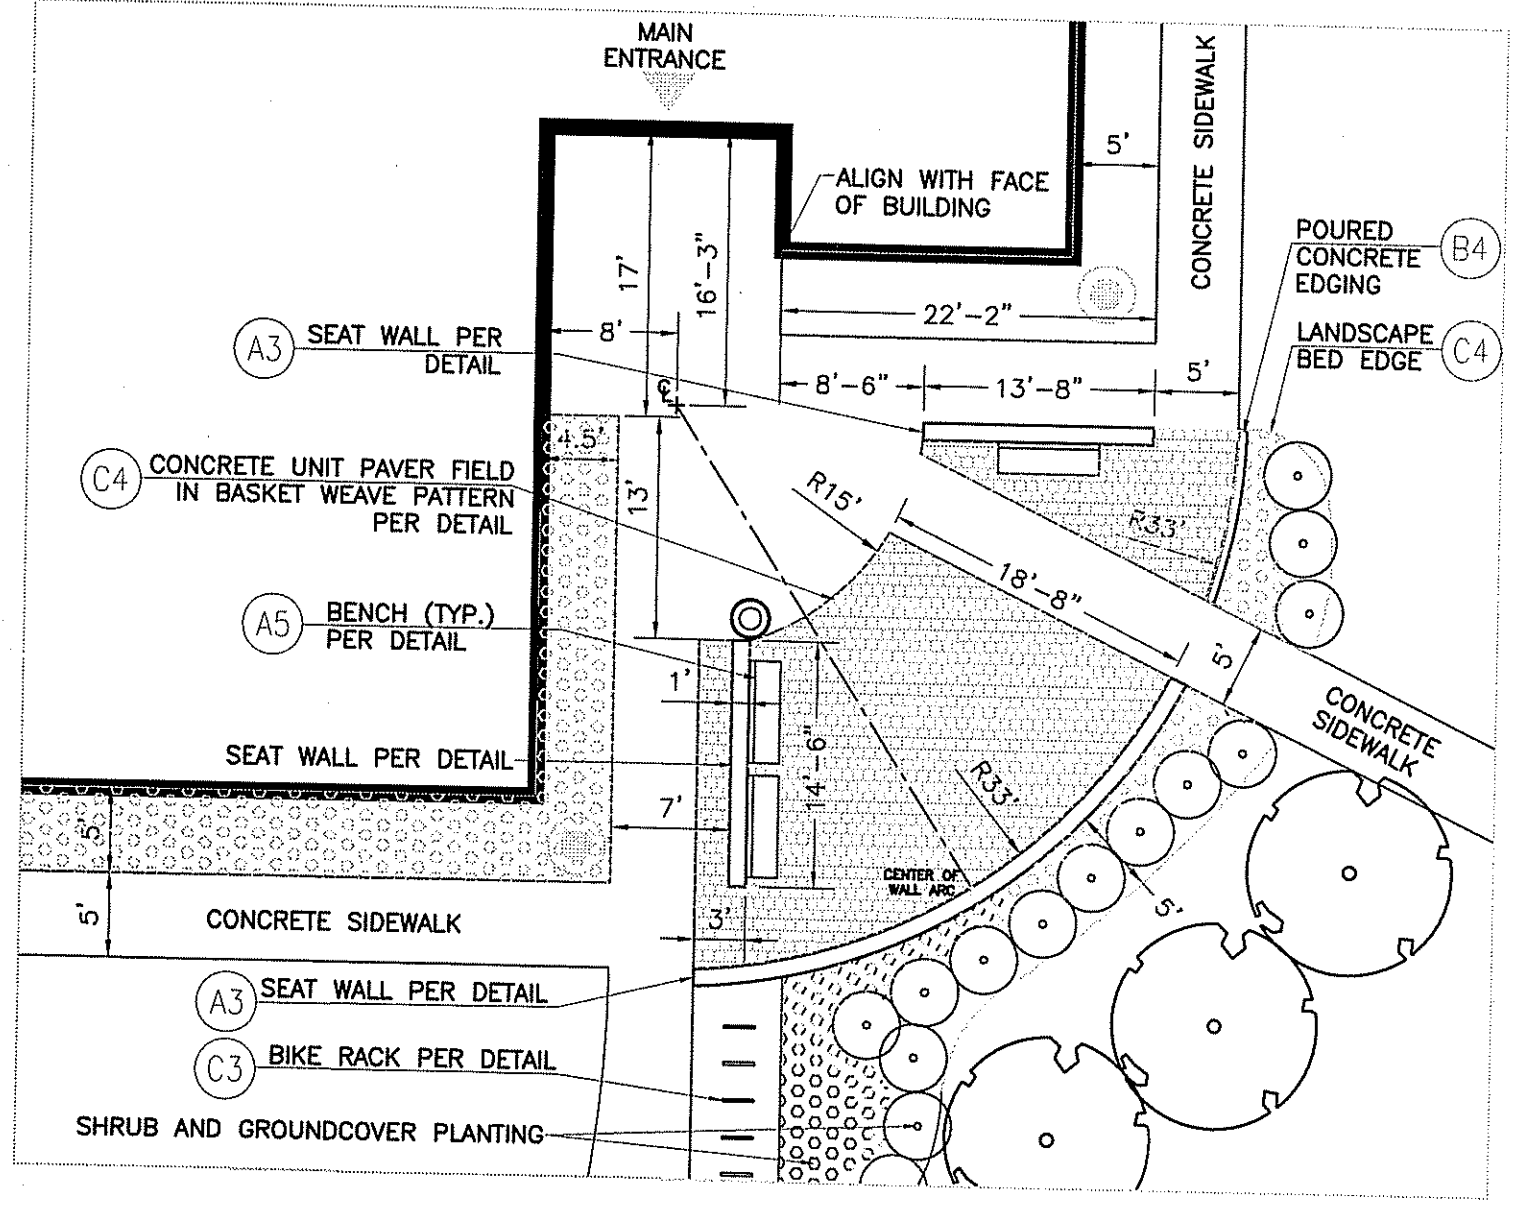 MAIN
ENTRANCE
CONCRETE SIDEWALK
5'
ALIGN WITH FACE
OF BUILDING
POURED
CONCRETE
EDGING
B4
17'
16'-3"
22'-2"
8'
A3
SEAT WALL PER
DETAIL
LANDSCAPE
BED EDGE
C4
8'-6"
13'-8"
5'
℄
4.5'
C4
CONCRETE UNIT PAVER FIELD
IN BASKET WEAVE PATTERN
PER DETAIL
13'
R15'
R33'
18'-8"
A5
BENCH (TYP.)
PER DETAIL
5'
1'
CONCRETE
SIDEWALK
SEAT WALL PER DETAIL
14'-6"
R33'
7'
5'
CENTER OF
WALL ARC
5'
5'
CONCRETE SIDEWALK
3'
A3
SEAT WALL PER DETAIL
C3
BIKE RACK PER DETAIL
SHRUB AND GROUNDCOVER PLANTING